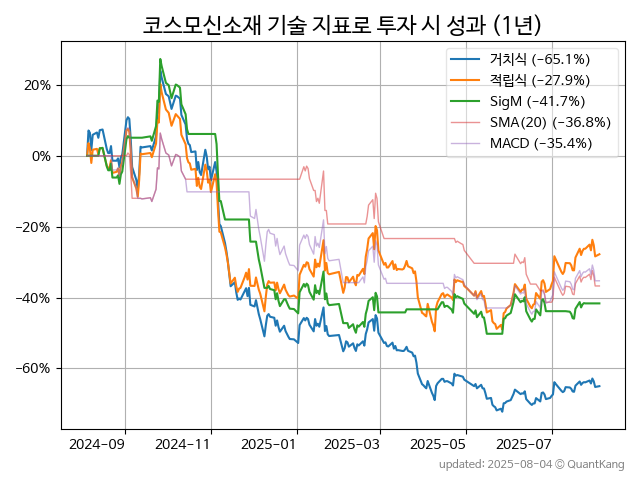 코스모신소재 기술 지표로 투자 시 성과 (1년)
거치식 (−65.1%)
적립식 (−27.9%)
SigM (−41.7%)
SMA(20) (−36.8%)
MACD (−35.4%)
20%
0%
−20%
−40%
−60%
2024-09 2024-11 2025-01 2025-03 2025-05 2025-07
updated: 2025-08-04 © QuantKang